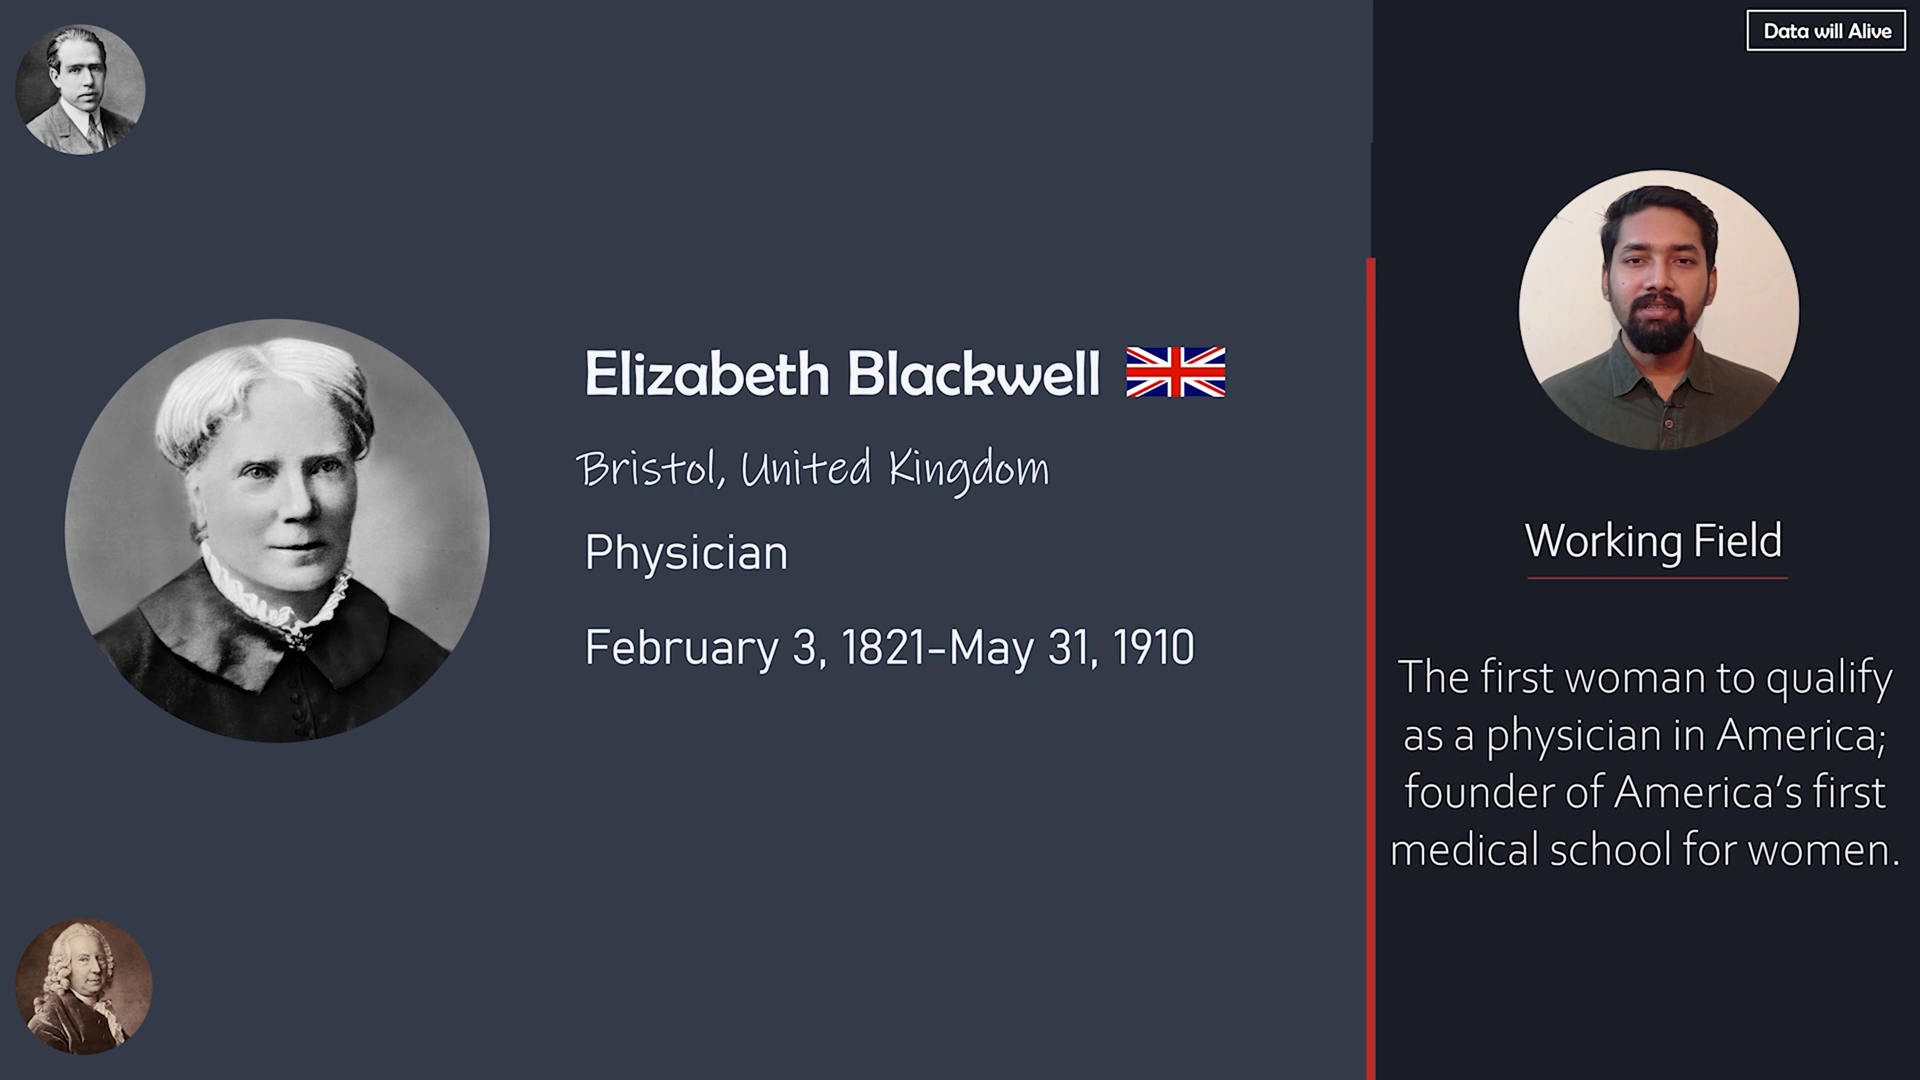 Data will Alive
Elizabeth Blackwell
Bristol, United Kingdom
Physician
February 3, 1821-May 31, 1910
Working Field
The first woman to qualify
as a physician in America;
founder of America's first
medical school for women.